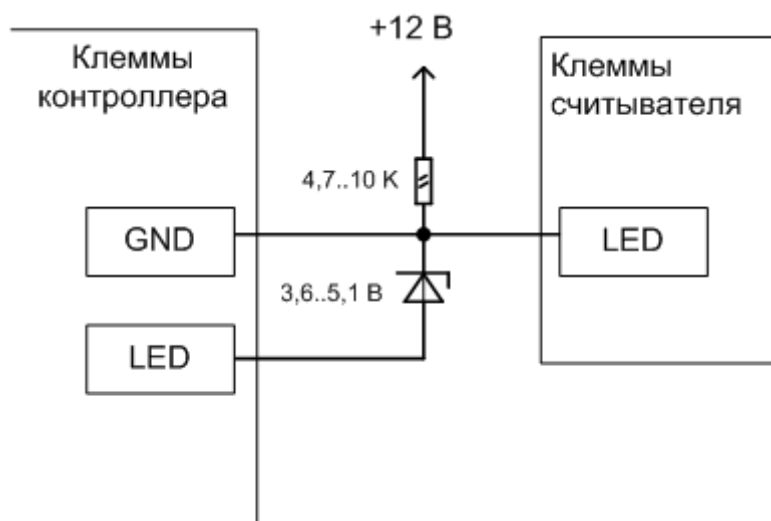 +12 В
Клеммы
контроллера
Клеммы
считывателя
4,7..10 K
GND
LED
3,6..5,1 В
LED